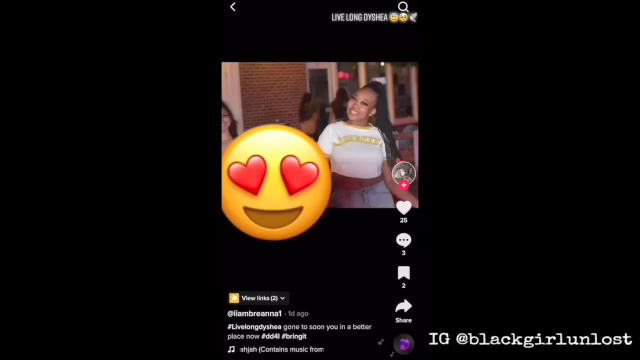 LIVE LONG DYSHEA 😇🥺🕊
25
3
2
View links (2)
@iiambreanna1 · 1d ago
Share
#Livelongdyshea gone to soon you in a better
place now #dd4l #bringit
ahjah (Contains music from
IG @blackgirlunlost